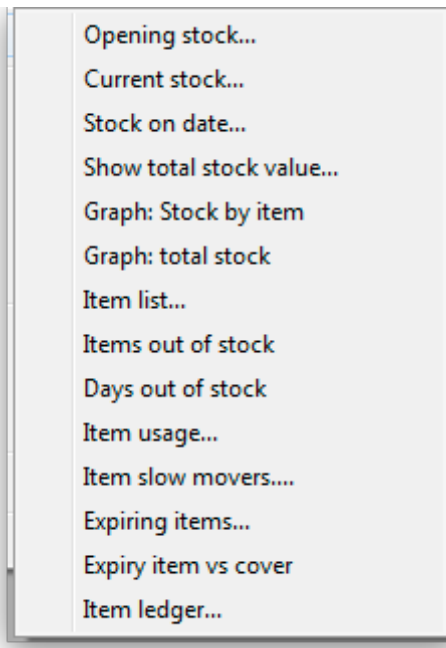 Opening stock...
Current stock...
Stock on date...
Show total stock value...
Graph: Stock by item
Graph: total stock
Item list...
Items out of stock
Days out of stock
Item usage...
Item slow movers....
Expiring items...
Expiry item vs cover
Item ledger...